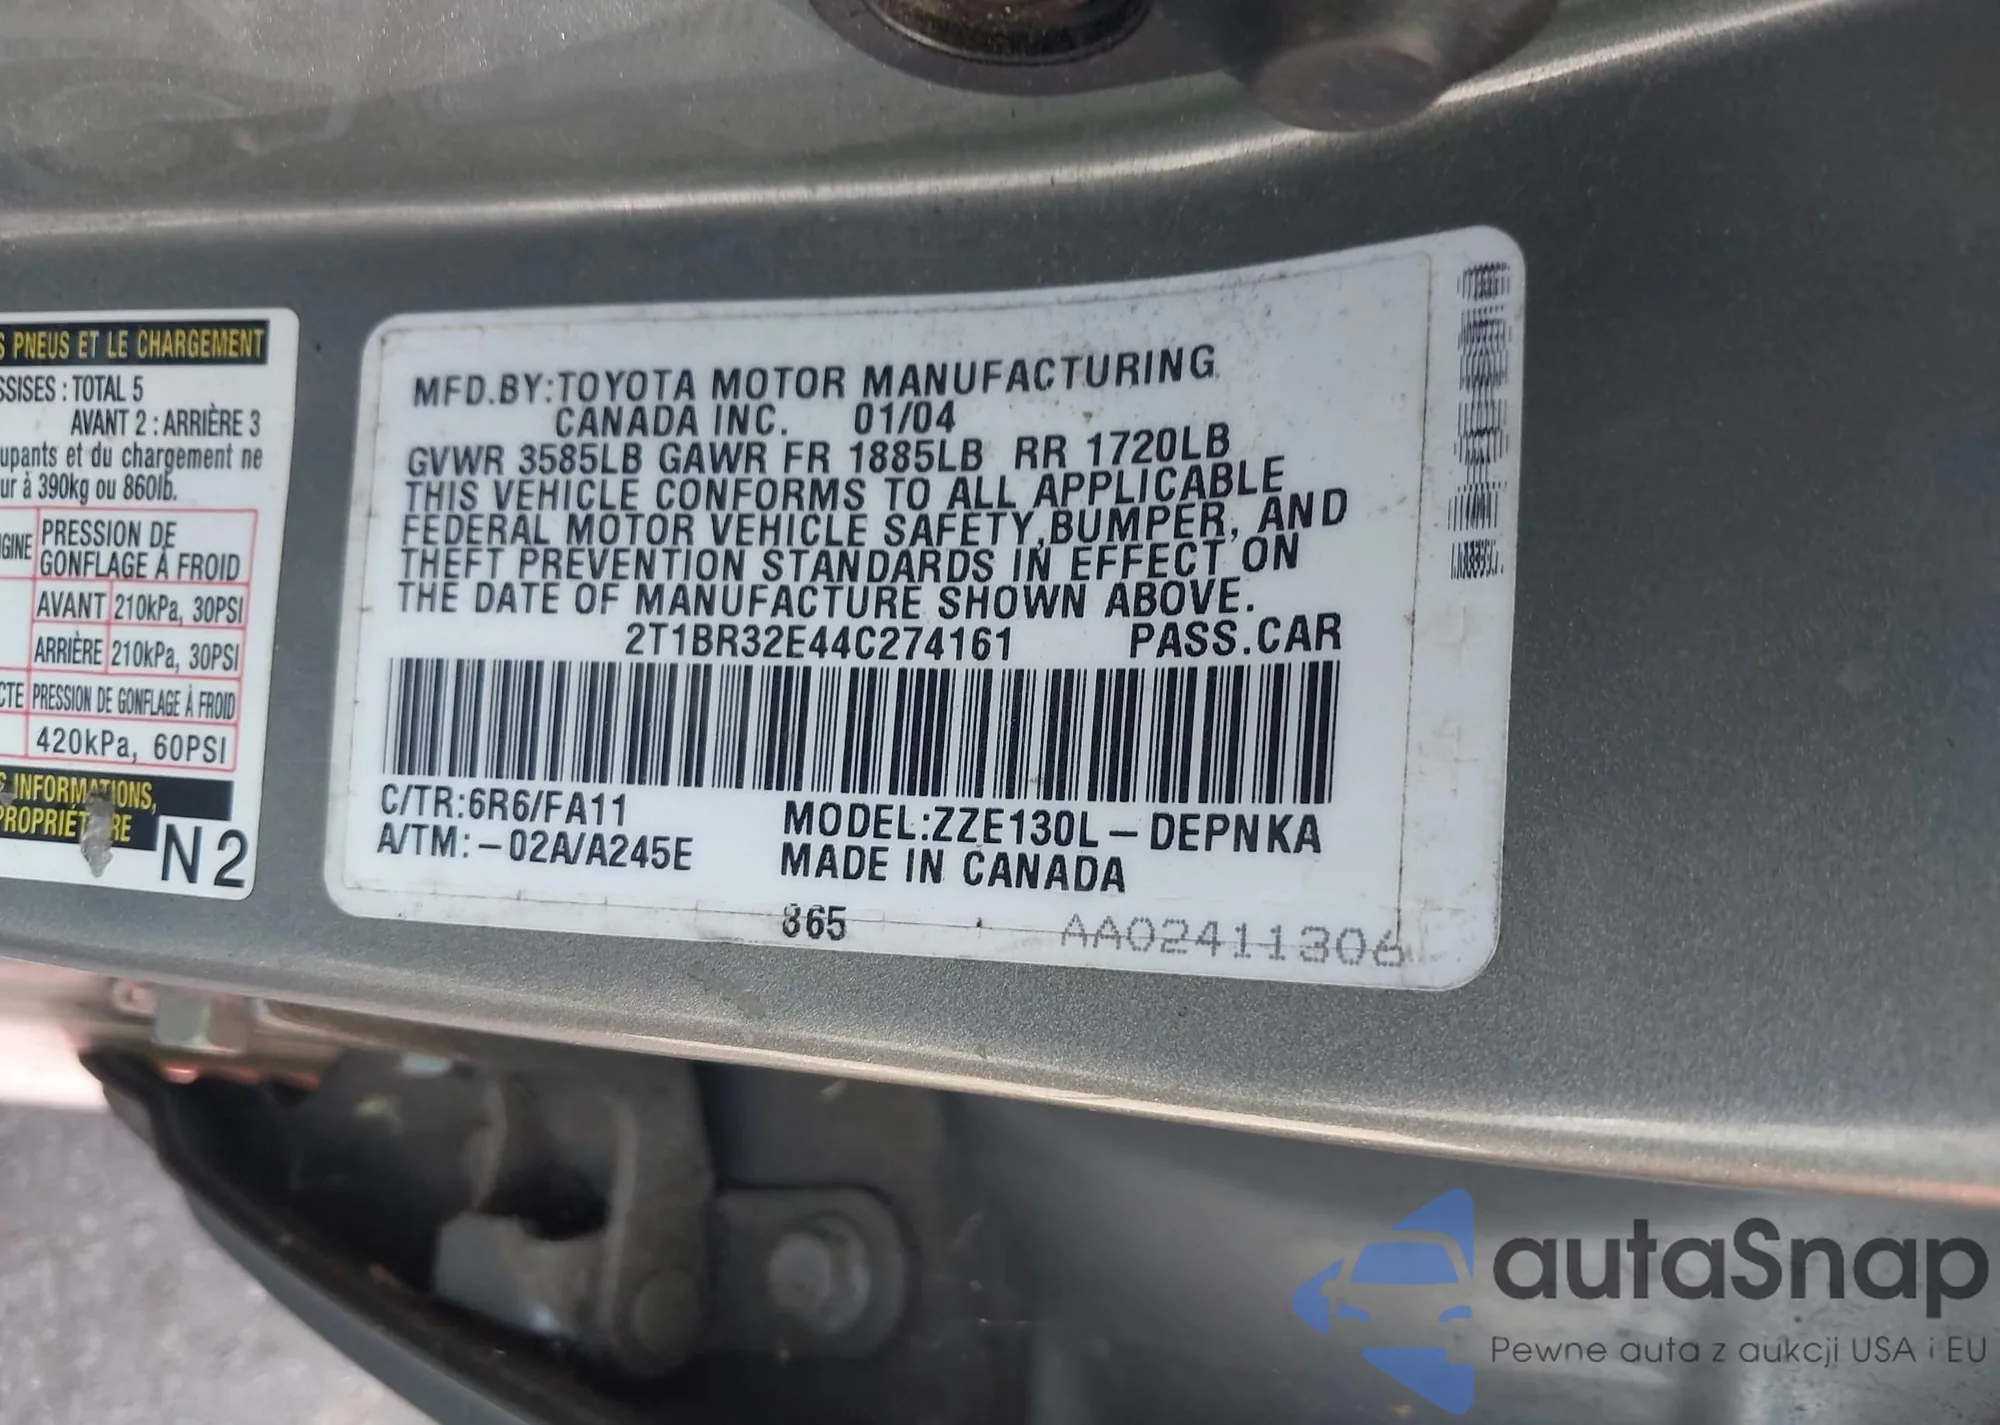 S PNEUS ET LE CHARGEMENT
SSISES : TOTAL 5
AVANT 2 : ARRIÈRE 3
upants et du chargement ne
ur à 390kg ou 860lb.
GINE PRESSION DE
GONFLAGE À FROID
AVANT 210kPa, 30PSI
ARRIÈRE 210kPa, 30PSI
CTE PRESSION DE GONFLAGE À FROID
420kPa, 60PSI
S INFORMATIONS,
PROPRIÉTAIRE
N2
MFD.BY:TOYOTA MOTOR MANUFACTURING
CANADA INC. 01/04
GVWR 3585LB GAWR FR 1885LB RR 1720LB
THIS VEHICLE CONFORMS TO ALL APPLICABLE
FEDERAL MOTOR VEHICLE SAFETY,BUMPER, AND
THEFT PREVENTION STANDARDS IN EFFECT ON
THE DATE OF MANUFACTURE SHOWN ABOVE.
2T1BR32E44C274161 PASS.CAR
C/TR:6R6/FA11
A/TM:-02A/A245E
MODEL:ZZE130L-DEPNKA
MADE IN CANADA
865
AA02411306
autaSnap
Pewne auta z aukcji USA i EU